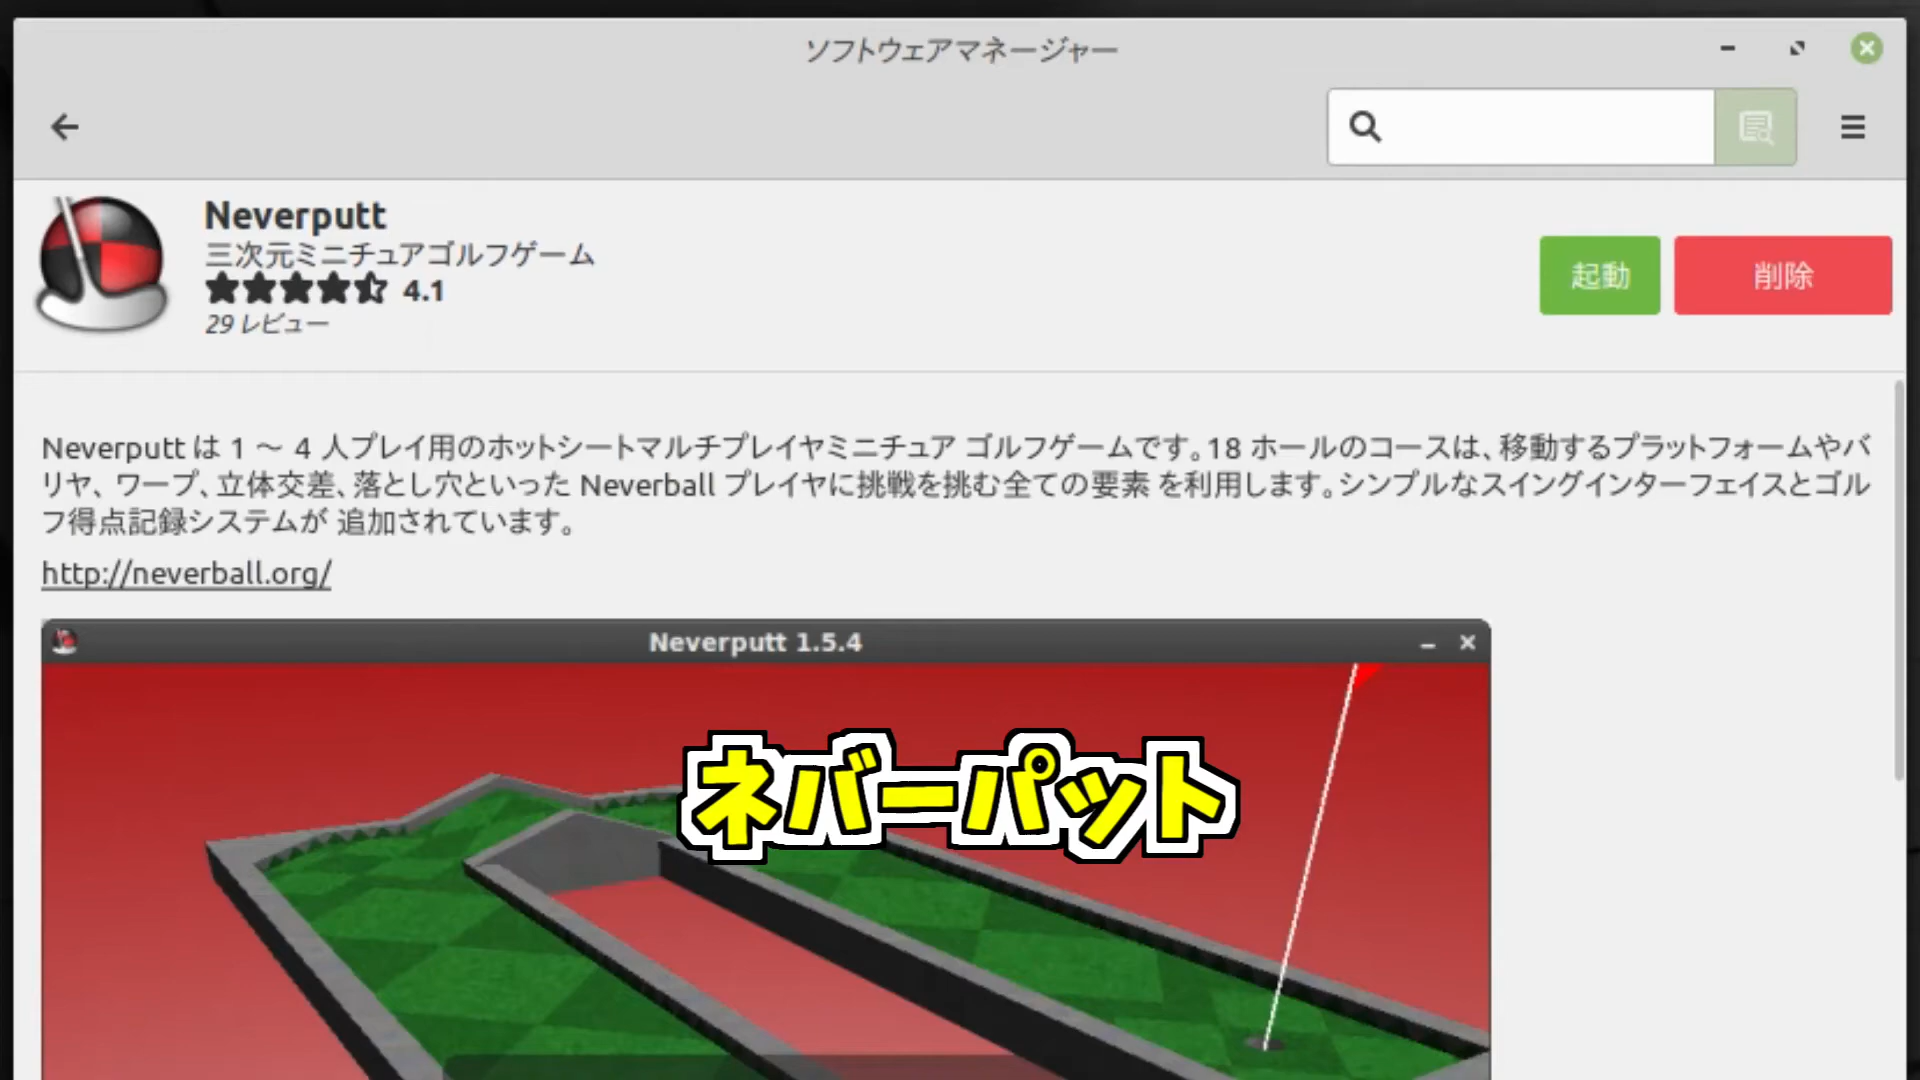 ソフトウェアマネージャー
Neverputt
三次元ミニチュアゴルフゲーム
4.1
29 レビュー
起動
削除
Neverputt は 1 ～ 4 人プレイ用のホットシートマルチプレイヤミニチュア ゴルフゲームです。18 ホールのコースは、移動するプラットフォームやバ
リヤ、ワープ、立体交差、落とし穴といった Neverball プレイヤに挑戦を挑む全ての要素 を利用します。シンプルなスイングインターフェイスとゴル
フ得点記録システムが 追加されています。
http://neverball.org/
Neverputt 1.5.4
ネバーパット